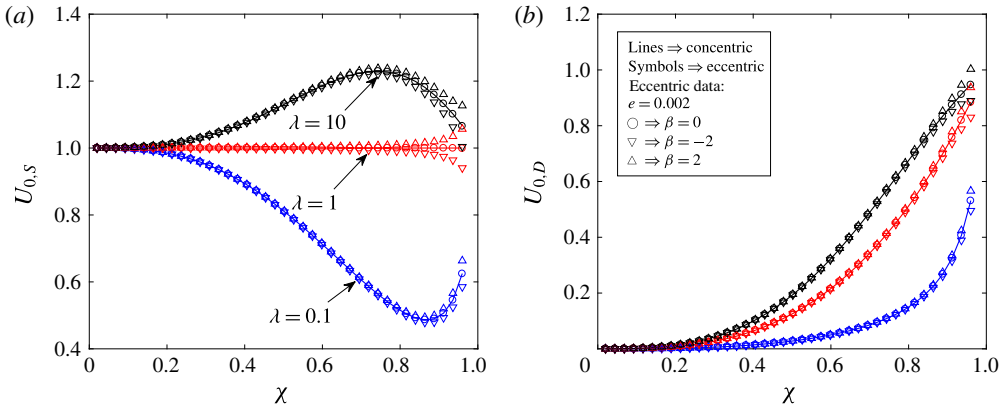 (a)
1.4
1.2
1.0
0.8
0.6
0.4
U0,S
λ = 10
λ = 1
λ = 0.1
0
0.2
0.4
0.6
0.8
1.0
χ
(b)
1.2
1.0
0.8
0.6
0.4
0.2
U0,D
Lines ⇒ concentric
Symbols ⇒ eccentric
Eccentric data:
e = 0.002
○ ⇒ β = 0
▽ ⇒ β = −2
△ ⇒ β = 2
0
0.2
0.4
0.6
0.8
1.0
χ